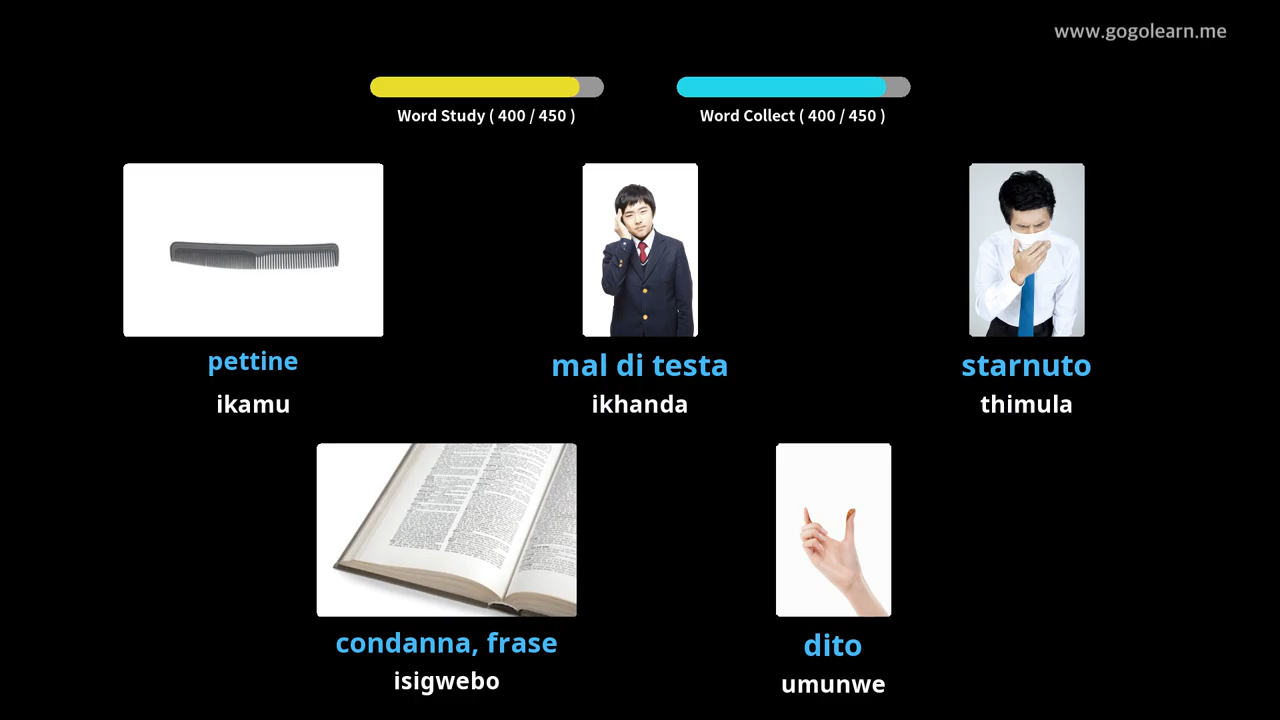 www.gogolearn.me
Word Study ( 400 / 450 )
Word Collect ( 400 / 450 )
pettine
ikamu
mal di testa
ikhanda
starnuto
thimula
condanna, frase
isigwebo
dito
umunwe